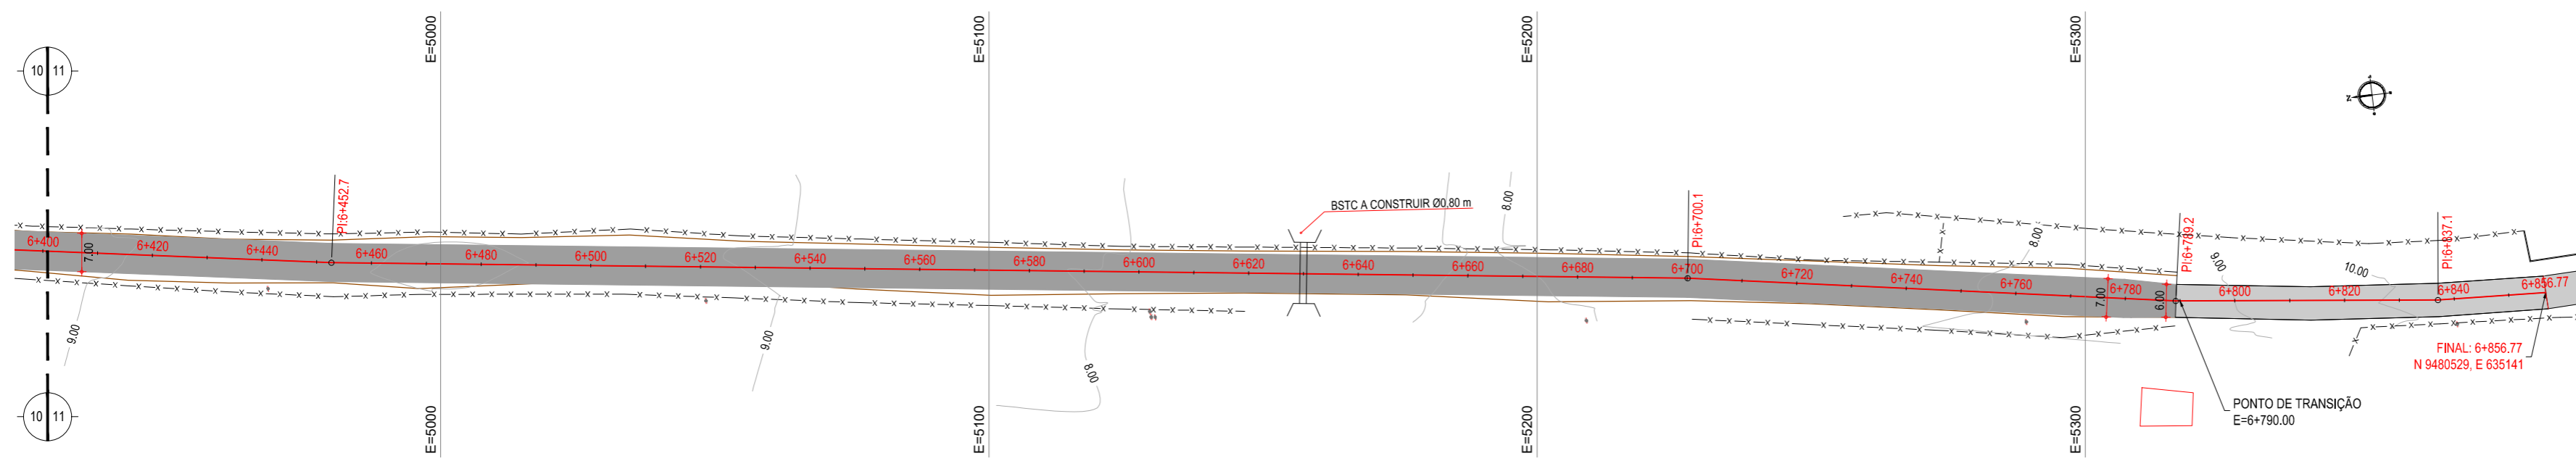 E=5000
E=5100
E=5200
E=5300
10 11
N
PI:6+452.7
PI:6+700.1
PI:6+789.2
PI:6+837.1
BSTC A CONSTRUIR Ø0.80 m
8.00
8.00
9.00
10.00
6+400
6+420
6+440
6+460
6+480
6+500
6+520
6+540
6+560
6+580
6+600
6+620
6+640
6+660
6+680
6+700
6+720
6+740
6+760
6+780
6+800
6+820
6+840
6+856.77
7.00
7.00
6.00
9.00
9.00
8.00
FINAL: 6+856.77
N 9480529, E 635141
PONTO DE TRANSIÇÃO
E=6+790.00
10 11
E=5000
E=5100
E=5200
E=5300